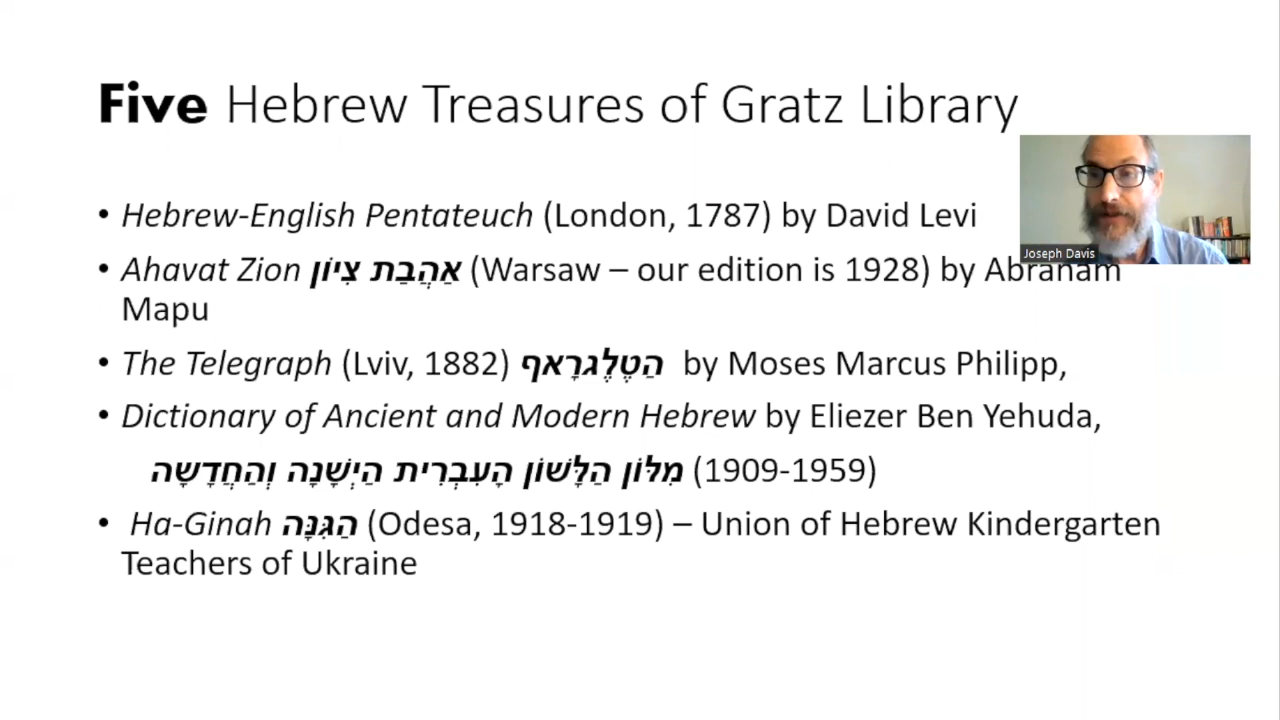 Five Hebrew Treasures of Gratz Library
Joseph Davis
• Hebrew-English Pentateuch (London, 1787) by David Levi
• Ahavat Zion אַהֲבַת צִיוֹן (Warsaw – our edition is 1928) by Abraham
Mapu
• The Telegraph (Lviv, 1882) הַטֶלֶגרָאף by Moses Marcus Philipp,
• Dictionary of Ancient and Modern Hebrew by Eliezer Ben Yehuda,
מִלּוֹן הַלָּשׁוֹן הָעִבְרִית הַיְשָׁנָה וְהַחֲדָשָׁה (1909-1959)
• Ha-Ginah הַגִּנָּה (Odesa, 1918-1919) – Union of Hebrew Kindergarten
Teachers of Ukraine